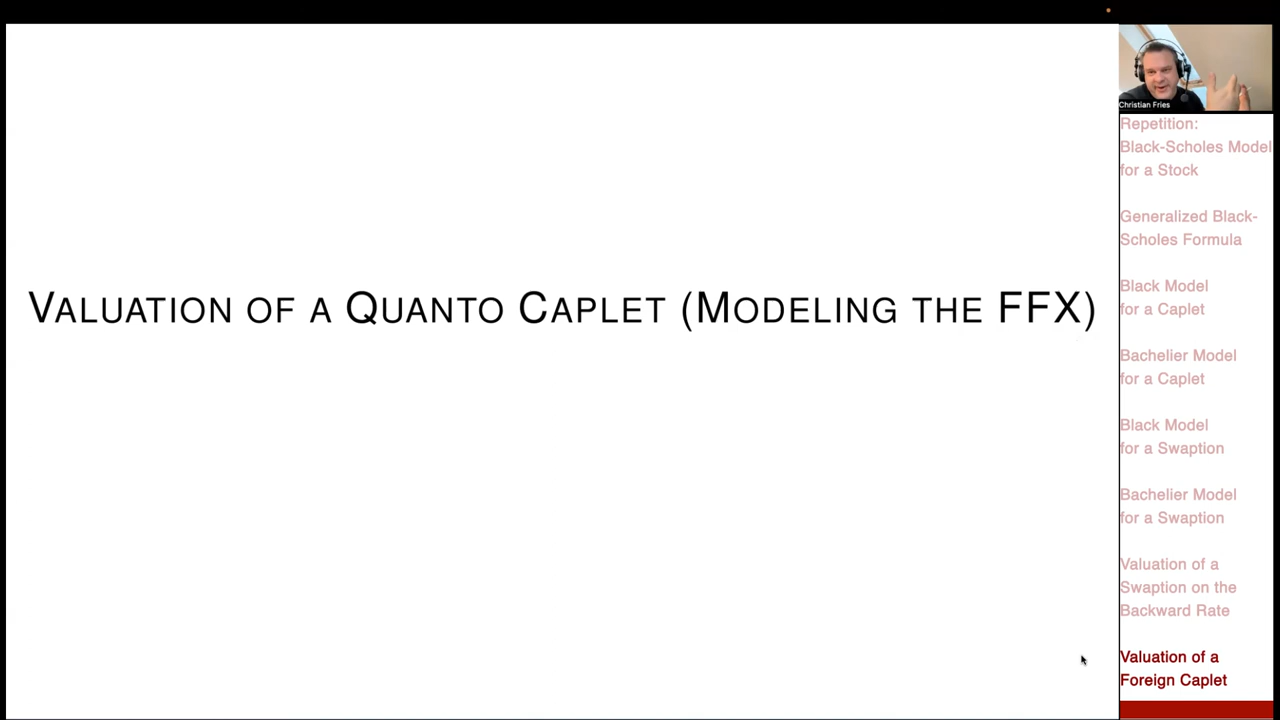 VALUATION OF A QUANTO CAPLET (MODELING THE FFX)
Christian Fries
Repetition:
Black-Scholes Model
for a Stock
Generalized Black-
Scholes Formula
Black Model
for a Caplet
Bachelier Model
for a Caplet
Black Model
for a Swaption
Bachelier Model
for a Swaption
Valuation of a
Swaption on the
Backward Rate
Valuation of a
Foreign Caplet